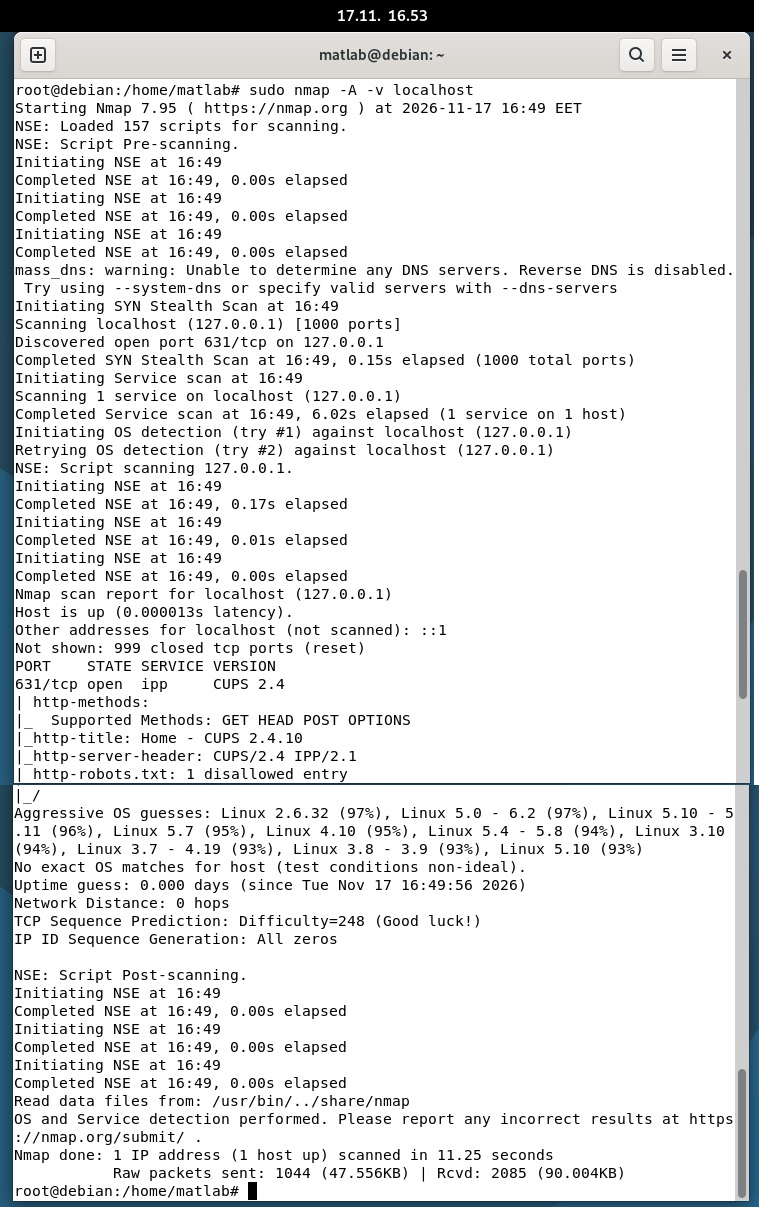 17.11. 16.53
matlab@debian: ~
root@debian:/home/matlab# sudo nmap -A -v localhost
Starting Nmap 7.95 ( https://nmap.org ) at 2026-11-17 16:49 EET
NSE: Loaded 157 scripts for scanning.
NSE: Script Pre-scanning.
Initiating NSE at 16:49
Completed NSE at 16:49, 0.00s elapsed
Initiating NSE at 16:49
Completed NSE at 16:49, 0.00s elapsed
Initiating NSE at 16:49
Completed NSE at 16:49, 0.00s elapsed
mass_dns: warning: Unable to determine any DNS servers. Reverse DNS is disabled.
 Try using --system-dns or specify valid servers with --dns-servers
Initiating SYN Stealth Scan at 16:49
Scanning localhost (127.0.0.1) [1000 ports]
Discovered open port 631/tcp on 127.0.0.1
Completed SYN Stealth Scan at 16:49, 0.15s elapsed (1000 total ports)
Initiating Service scan at 16:49
Scanning 1 service on localhost (127.0.0.1)
Completed Service scan at 16:49, 6.02s elapsed (1 service on 1 host)
Initiating OS detection (try #1) against localhost (127.0.0.1)
Retrying OS detection (try #2) against localhost (127.0.0.1)
NSE: Script scanning 127.0.0.1.
Initiating NSE at 16:49
Completed NSE at 16:49, 0.17s elapsed
Initiating NSE at 16:49
Completed NSE at 16:49, 0.01s elapsed
Initiating NSE at 16:49
Completed NSE at 16:49, 0.00s elapsed
Nmap scan report for localhost (127.0.0.1)
Host is up (0.000013s latency).
Other addresses for localhost (not scanned): ::1
Not shown: 999 closed tcp ports (reset)
PORT    STATE SERVICE VERSION
631/tcp open  ipp     CUPS 2.4
| http-methods:
|_  Supported Methods: GET HEAD POST OPTIONS
|_http-title: Home - CUPS 2.4.10
|_http-server-header: CUPS/2.4 IPP/2.1
| http-robots.txt: 1 disallowed entry
|_/
Aggressive OS guesses: Linux 2.6.32 (97%), Linux 5.0 - 6.2 (97%), Linux 5.10 - 5
.11 (96%), Linux 5.7 (95%), Linux 4.10 (95%), Linux 5.4 - 5.8 (94%), Linux 3.10
(94%), Linux 3.7 - 4.19 (93%), Linux 3.8 - 3.9 (93%), Linux 5.10 (93%)
No exact OS matches for host (test conditions non-ideal).
Uptime guess: 0.000 days (since Tue Nov 17 16:49:56 2026)
Network Distance: 0 hops
TCP Sequence Prediction: Difficulty=248 (Good luck!)
IP ID Sequence Generation: All zeros

NSE: Script Post-scanning.
Initiating NSE at 16:49
Completed NSE at 16:49, 0.00s elapsed
Initiating NSE at 16:49
Completed NSE at 16:49, 0.00s elapsed
Initiating NSE at 16:49
Completed NSE at 16:49, 0.00s elapsed
Read data files from: /usr/bin/../share/nmap
OS and Service detection performed. Please report any incorrect results at https
://nmap.org/submit/ .
Nmap done: 1 IP address (1 host up) scanned in 11.25 seconds
           Raw packets sent: 1044 (47.556KB) | Rcvd: 2085 (90.004KB)
root@debian:/home/matlab#